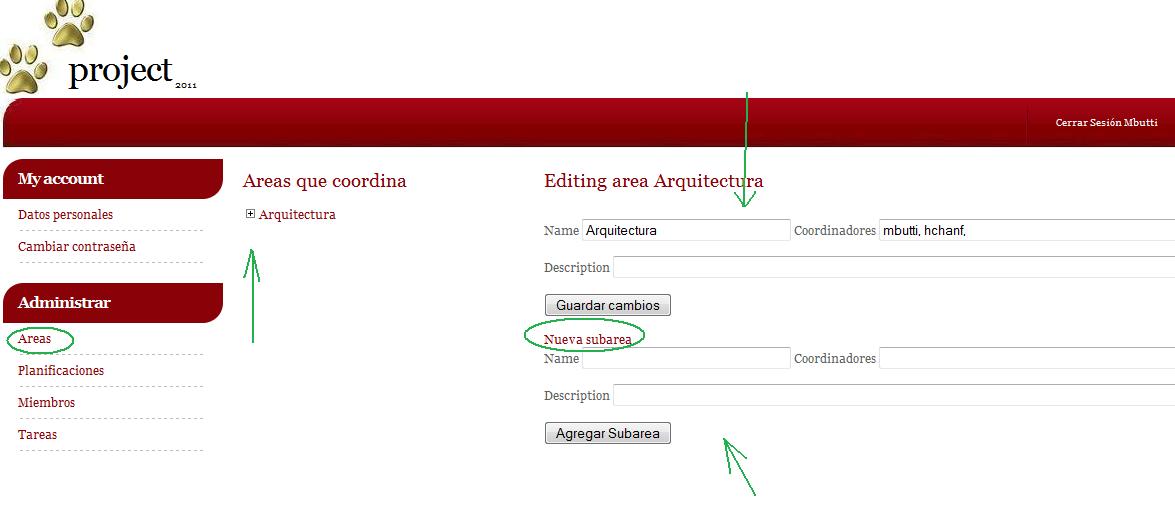 project 2011
Cerrar Sesión Mbutti
My account
Datos personales
Cambiar contraseña
Administrar
Areas
Planificaciones
Miembros
Tareas
Areas que coordina
Arquitectura
Editing area Arquitectura
Name Arquitectura Coordinadores mbutti, hchanf,
Description
Guardar cambios
Nueva subarea
Name Coordinadores
Description
Agregar Subarea